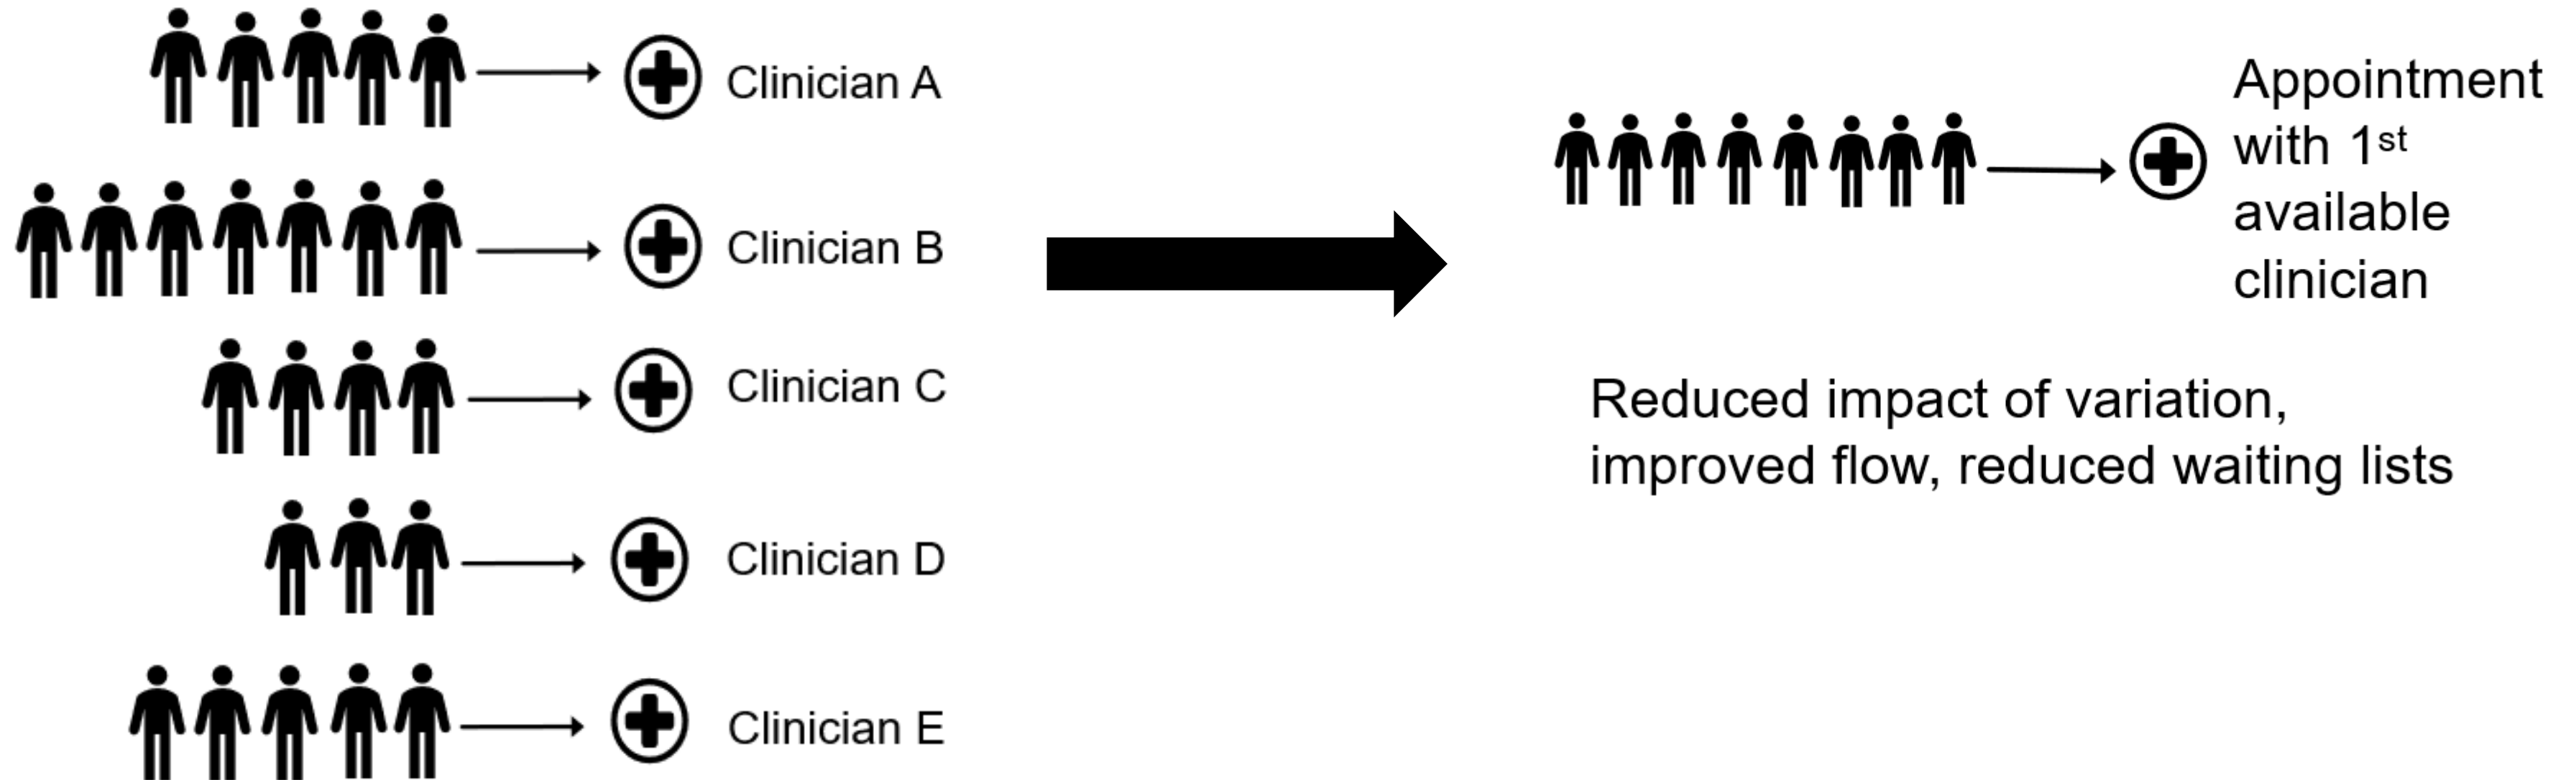 Clinician A
Clinician B
Clinician C
Clinician D
Clinician E
Appointment
with 1st
available
clinician
Reduced impact of variation,
improved flow, reduced waiting lists